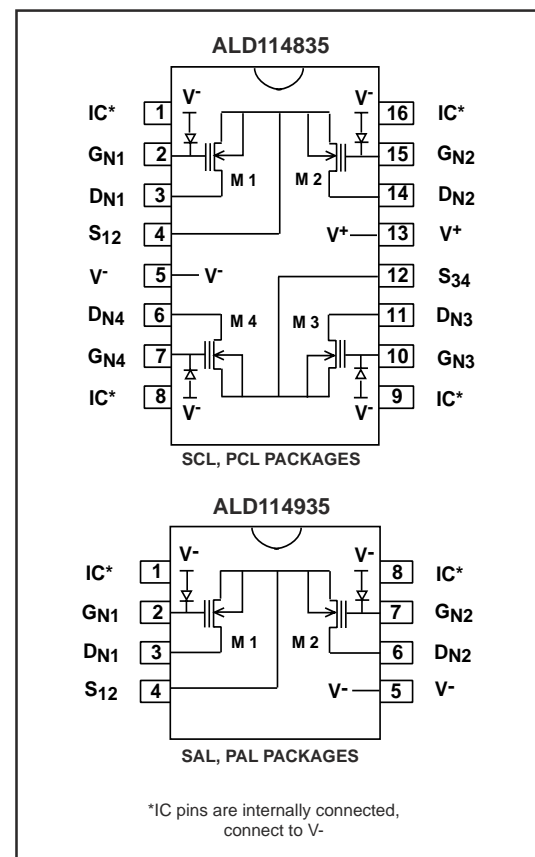 ALD114835
V- V-
IC* 1 16 IC*
GN1 2 M 1 M 2 15 GN2
DN1 3 14 DN2
S12 4 V+ 13 V+
V- 5 V- 12 S34
DN4 6 M 4 M 3 11 DN3
GN4 7 10 GN3
IC* 8 V- V- 9 IC*
SCL, PCL PACKAGES
ALD114935
V- V-
IC* 1 8 IC*
GN1 2 M 1 M 2 7 GN2
DN1 3 6 DN2
S12 4 V- 5 V-
SAL, PAL PACKAGES
*IC pins are internally connected,
connect to V-